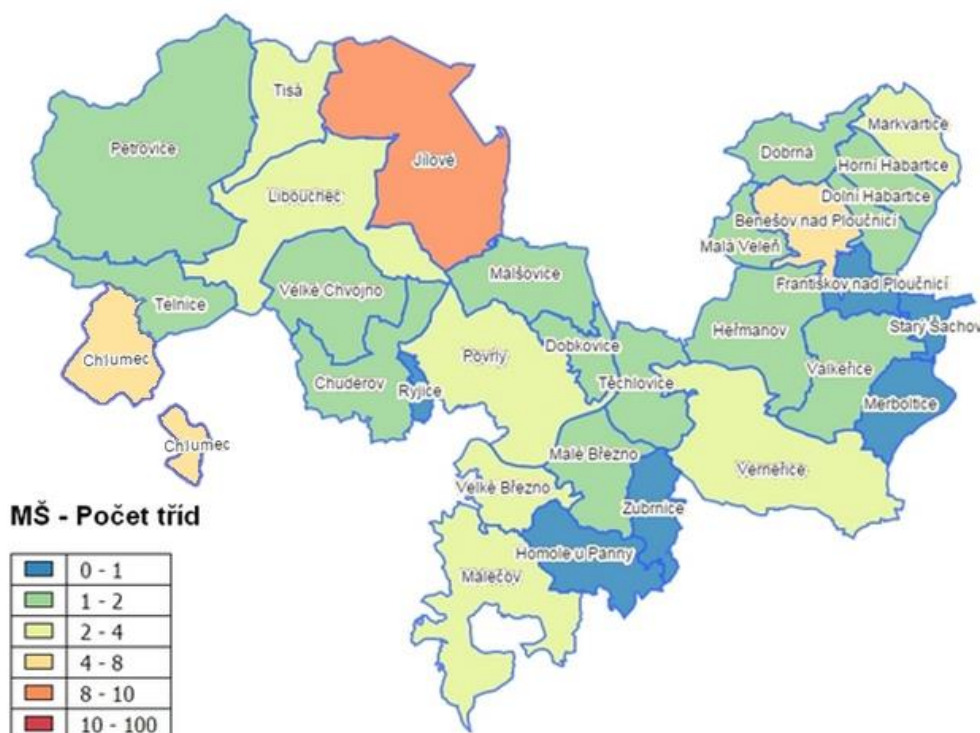 Tisá
Petrovice
Jílové
Libouchec
Markvartice
Dobrná
Horní Habartice
Dolní Habartice
Benešov nad Ploučnicí
Malá Veleň
Malšovice
Telnice
Velké Chvojno
Františkov nad Ploučnicí
Starý Šachov
Heřmanov
Dobkovice
Povrly
Chlumec
Valkeřice
Chuderov
Ryjice
Těchlovice
Merboltice
Chlumec
Malé Březno
Verneřice
Velké Březno
Zubrnice
MŠ - Počet tříd
Homole u Panny
Malečov
0 - 1
1 - 2
2 - 4
4 - 8
8 - 10
10 - 100